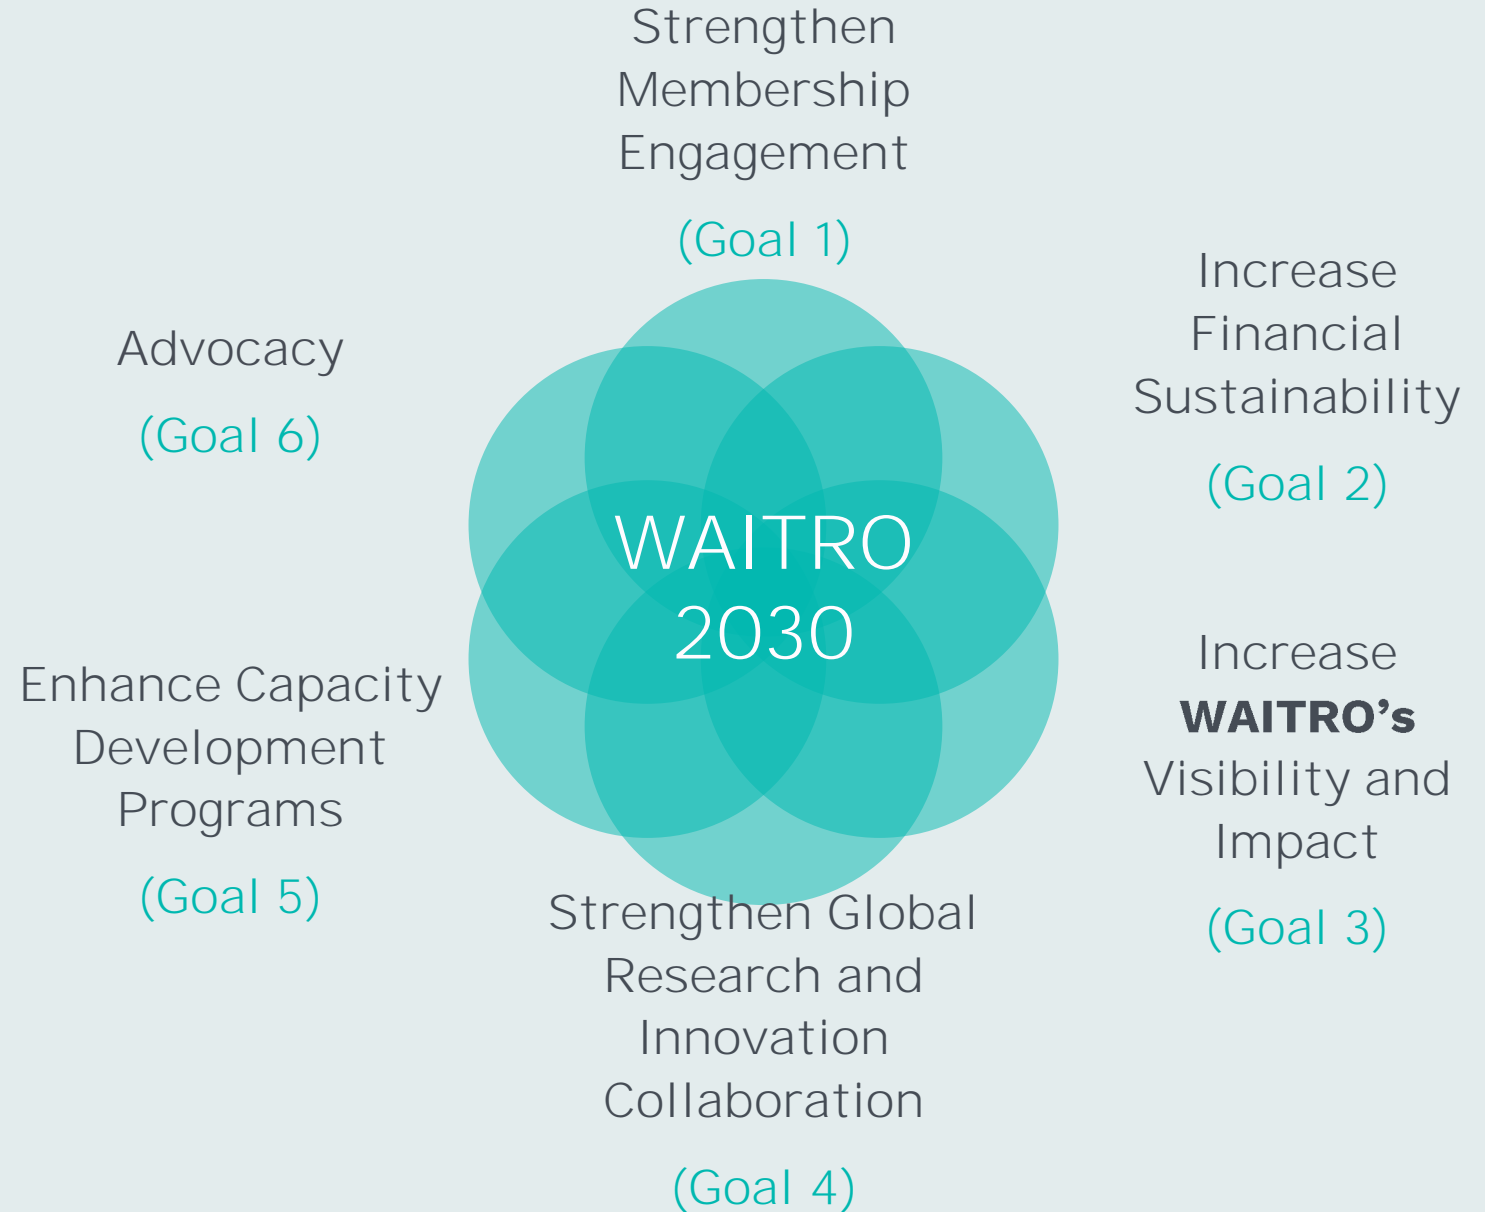 Strengthen
Membership
Engagement
(Goal 1)
Increase
Financial
Sustainability
(Goal 2)
Increase
WAITRO’s
Visibility and
Impact
(Goal 3)
Strengthen Global
Research and
Innovation
Collaboration
(Goal 4)
Enhance Capacity
Development
Programs
(Goal 5)
Advocacy
(Goal 6)
WAITRO
2030